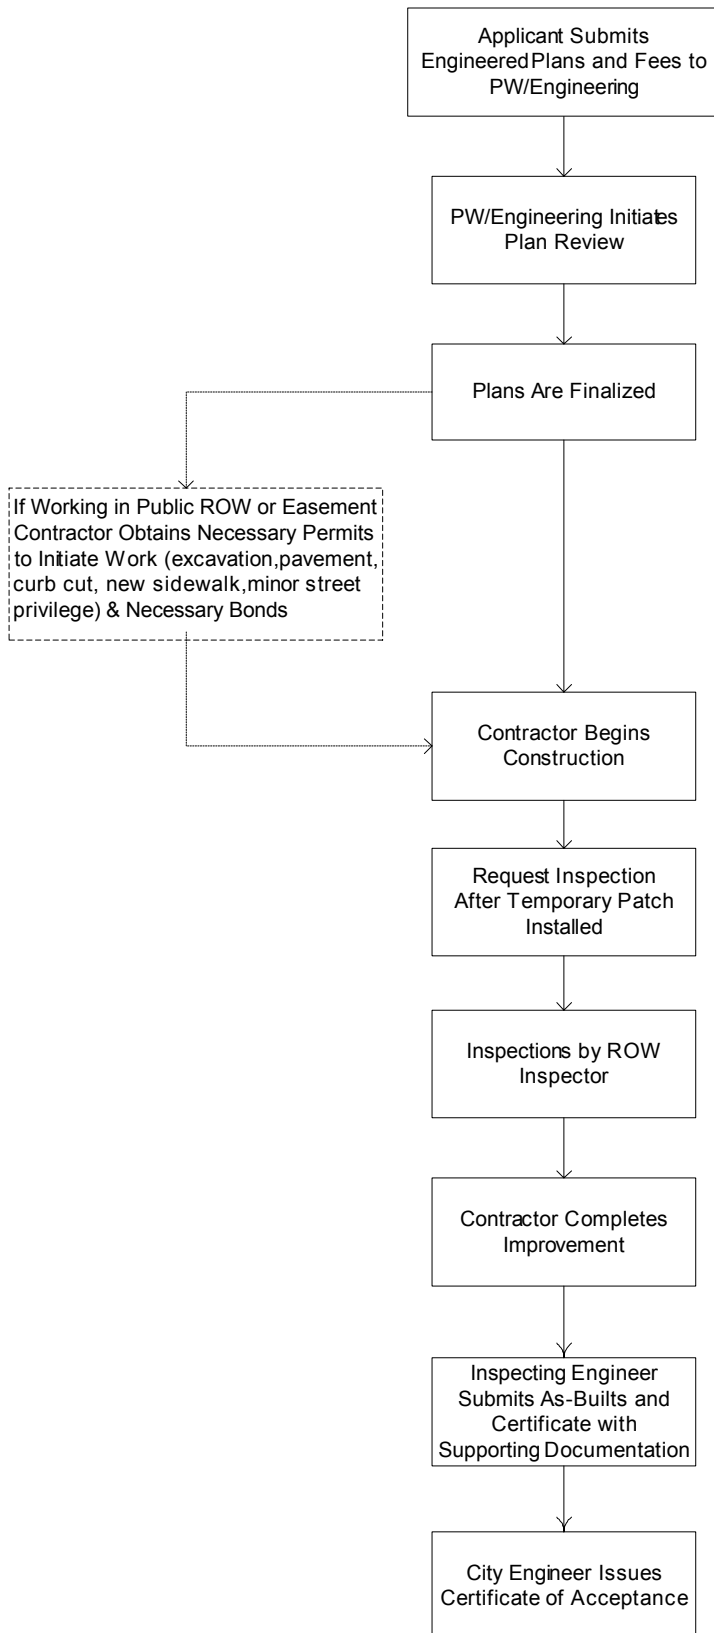 Applicant Submits
Engineered Plans and Fees to
PW/Engineering
PW/Engineering Initiates
Plan Review
Plans Are Finalized
If Working in Public ROW or Easement
Contractor Obtains Necessary Permits
to Initiate Work (excavation,pavement,
curb cut, new sidewalk,minor street
privilege) & Necessary Bonds
Contractor Begins
Construction
Request Inspection
After Temporary Patch
Installed
Inspections by ROW
Inspector
Contractor Completes
Improvement
Inspecting Engineer
Submits As-Builts and
Certificate with
Supporting Documentation
City Engineer Issues
Certificate of Acceptance